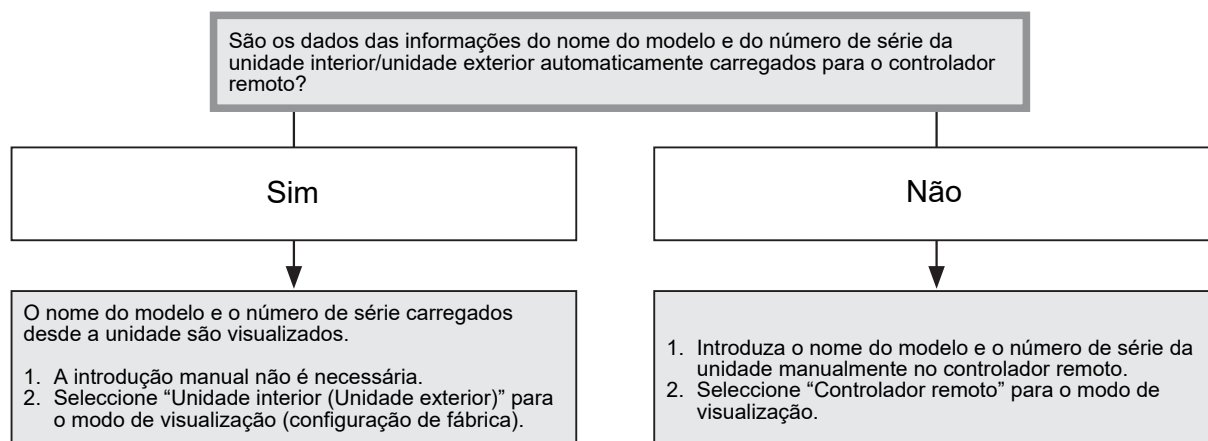 São os dados das informações do nome do modelo e do número de série da
unidade interior/unidade exterior automaticamente carregados para o controlador
remoto?
Sim
Não
O nome do modelo e o número de série carregados
desde a unidade são visualizados.
1. A introdução manual não é necessária.
2. Seleccione “Unidade interior (Unidade exterior)” para
o modo de visualização (configuração de fábrica).
1. Introduza o nome do modelo e o número de série da
unidade manualmente no controlador remoto.
2. Seleccione “Controlador remoto” para o modo de
visualização.